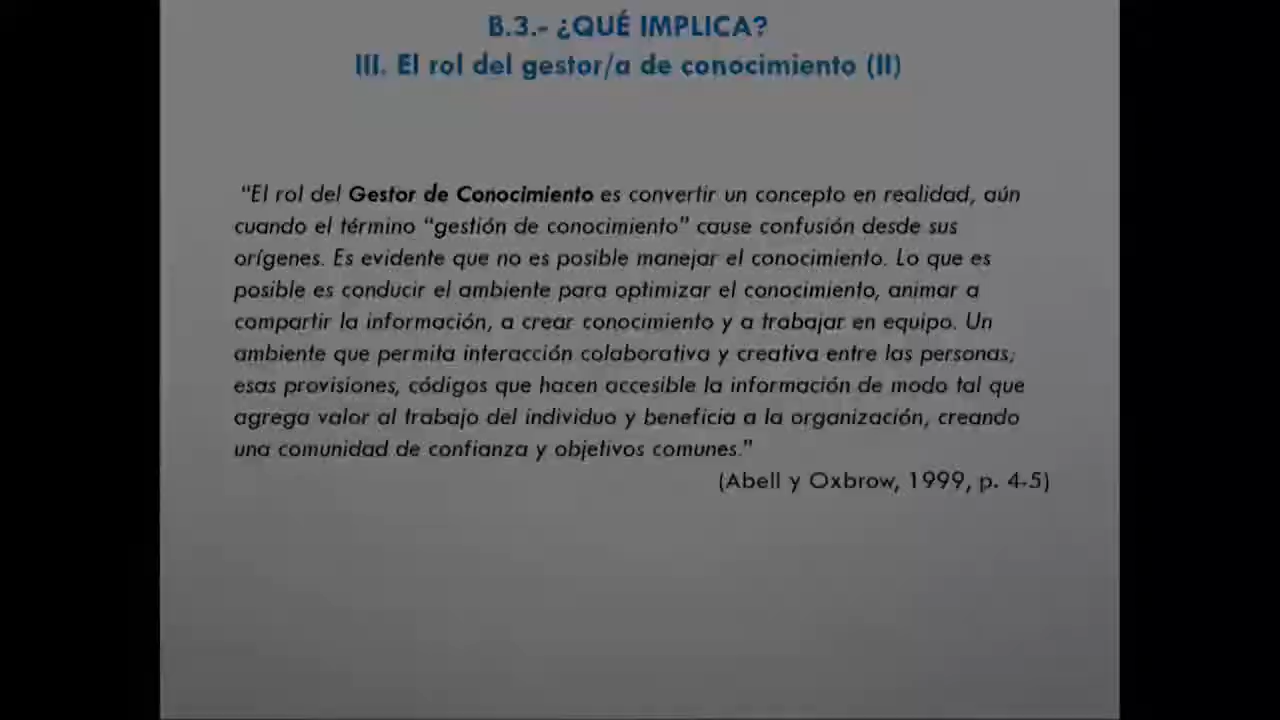 B.3.- ¿QUÉ IMPLICA?
III. El rol del gestor/a de conocimiento (II)
"El rol del Gestor de Conocimiento es convertir un concepto en realidad, aún
cuando el término "gestión de conocimiento" cause confusión desde sus
orígenes. Es evidente que no es posible manejar el conocimiento. Lo que es
posible es conducir el ambiente para optimizar el conocimiento, animar a
compartir la información, a crear conocimiento y a trabajar en equipo. Un
ambiente que permita interacción colaborativa y creativa entre las personas;
esas provisiones, códigos que hacen accesible la información de modo tal que
agrega valor al trabajo del individuo y beneficia a la organización, creando
una comunidad de confianza y objetivos comunes."
(Abell y Oxbrow, 1999, p. 4-5)